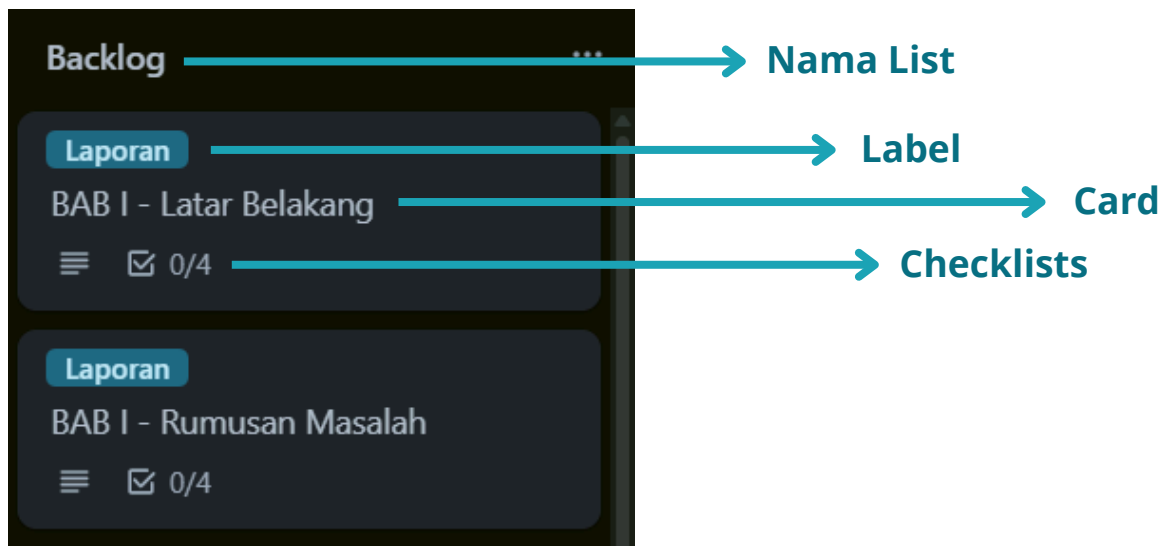 Backlog ... Nama List
Laporan Label
BAB I - Latar Belakang Card
0/4 Checklists
Laporan
BAB I - Rumusan Masalah
0/4